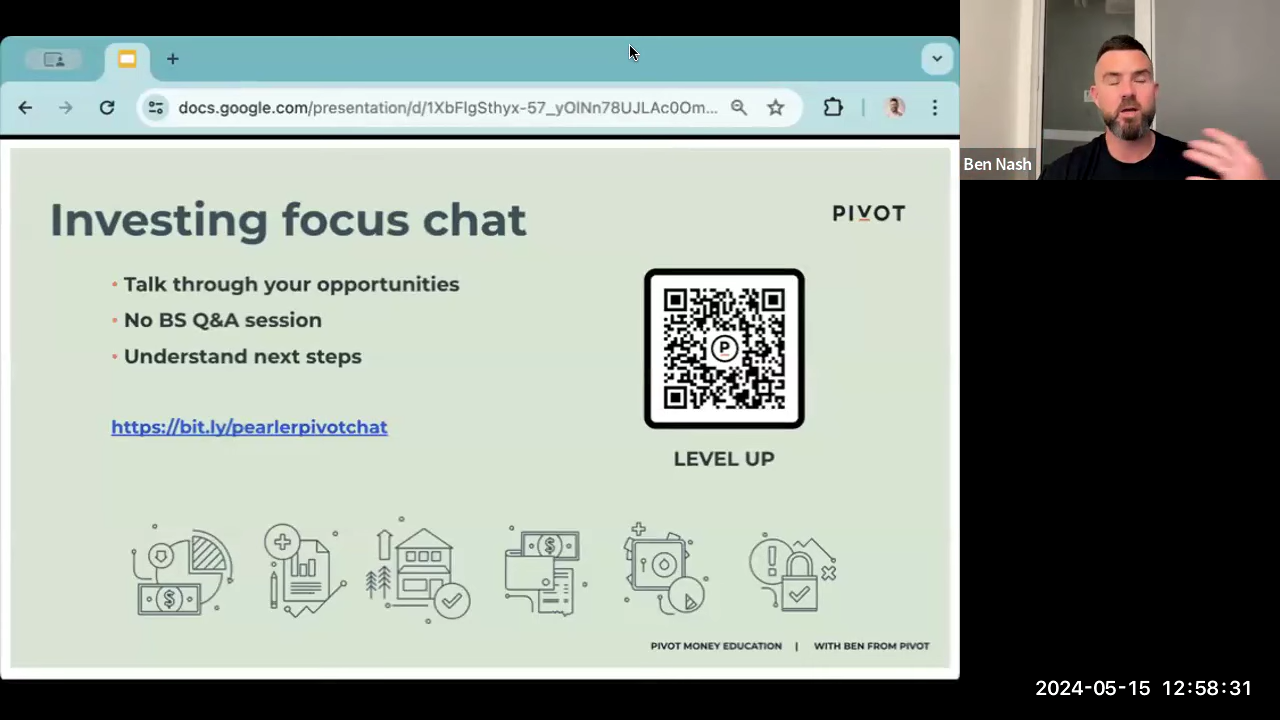 docs.google.com/presentation/d/1XbFIgSthyx-57_yOlNn78UJLAc0Om...
Ben Nash
Investing focus chat
PIVOT
• Talk through your opportunities
• No BS Q&A session
• Understand next steps
https://bit.ly/pearlerpivotchat
P
LEVEL UP
PIVOT MONEY EDUCATION | WITH BEN FROM PIVOT
2024-05-15 12:58:31